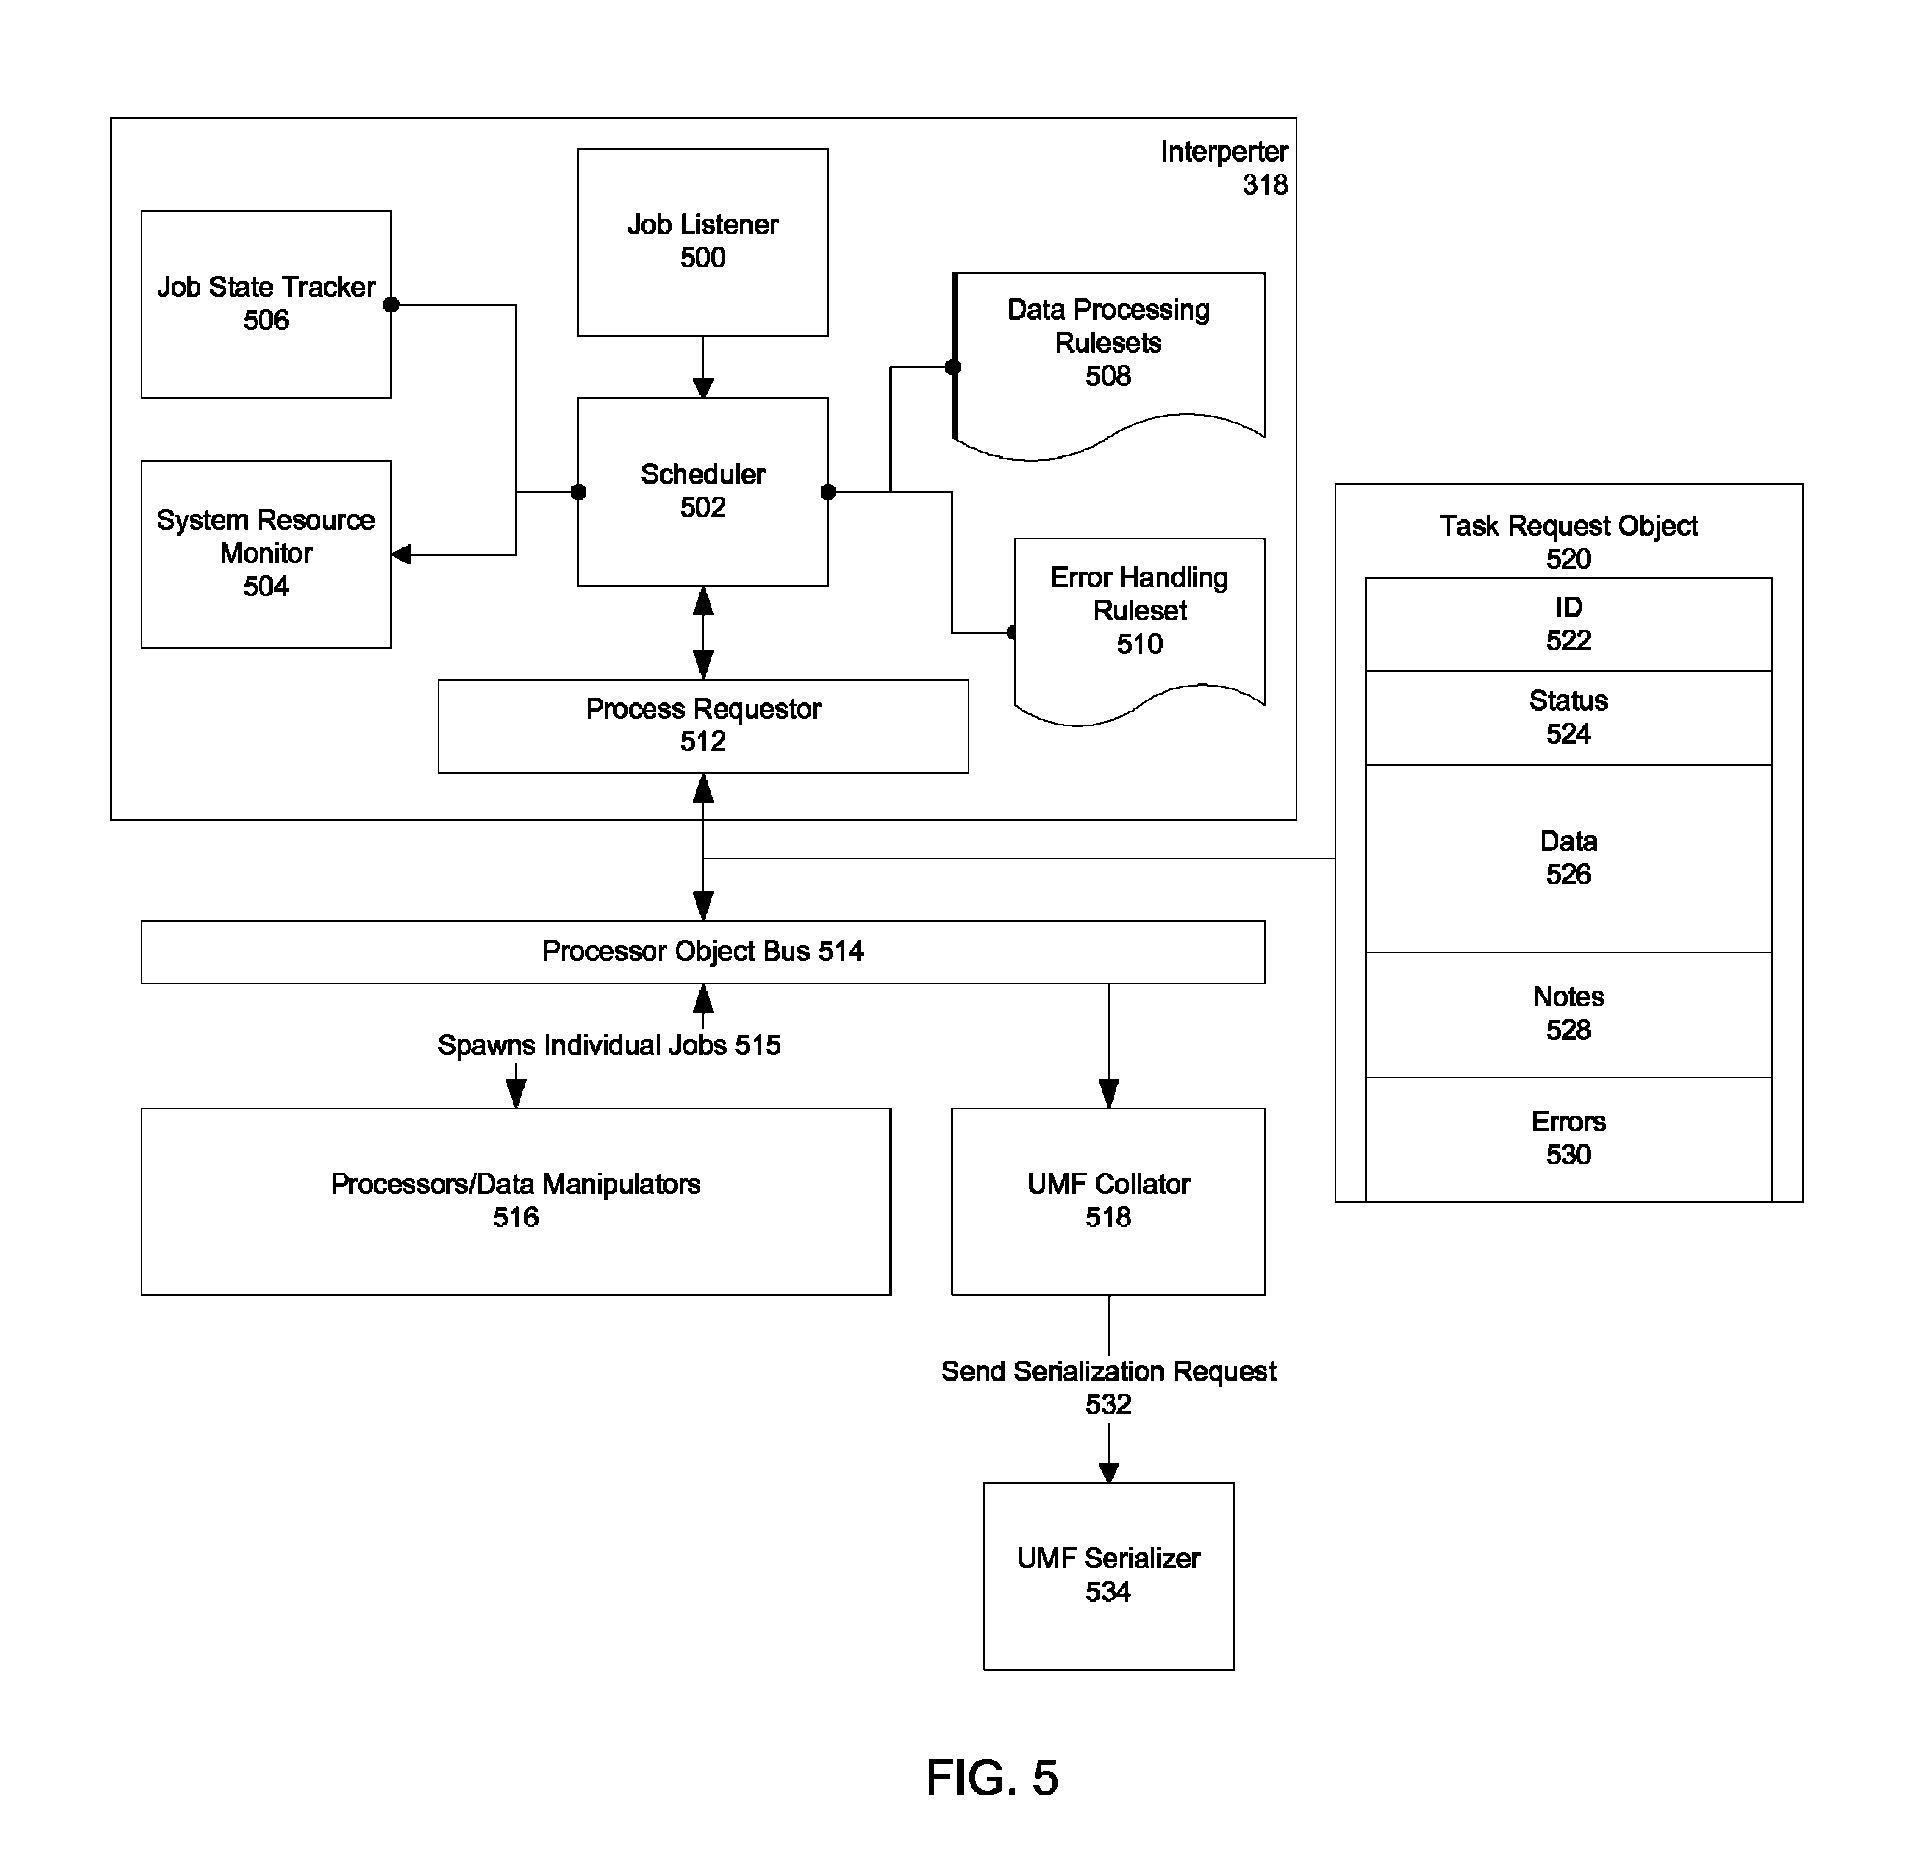 Interperter
318
Job Listener
500
Job State Tracker
506
Data Processing
Rulesets
508
Scheduler
502
System Resource
Monitor
504
Error Handling
Ruleset
510
Process Requestor
512
Task Request Object
520
ID
522
Status
524
Data
526
Notes
528
Errors
530
Processor Object Bus 514
Spawns Individual Jobs 515
Processors/Data Manipulators
516
UMF Collator
518
Send Serialization Request
532
UMF Serializer
534
FIG. 5